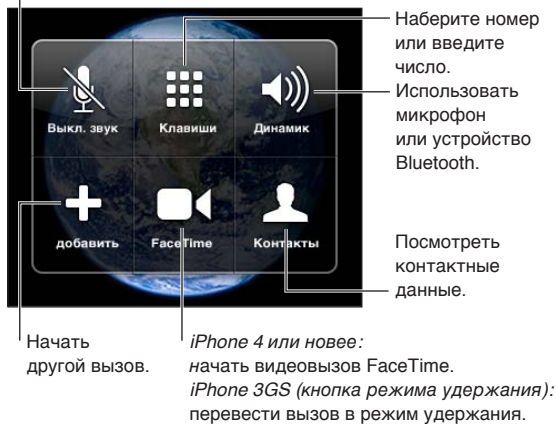 Наберите номер
или введите
число.
Использовать
микрофон
или устройство
Bluetooth.
Выкл. звук
Клавиши
Динамик
добавить
FaceTime
Контакты
Посмотреть
контактные
данные.
Начать
другой вызов.
iPhone 4 или новее:
начать видеовызов FaceTime.
iPhone 3GS (кнопка режима удержания):
перевести вызов в режим удержания.